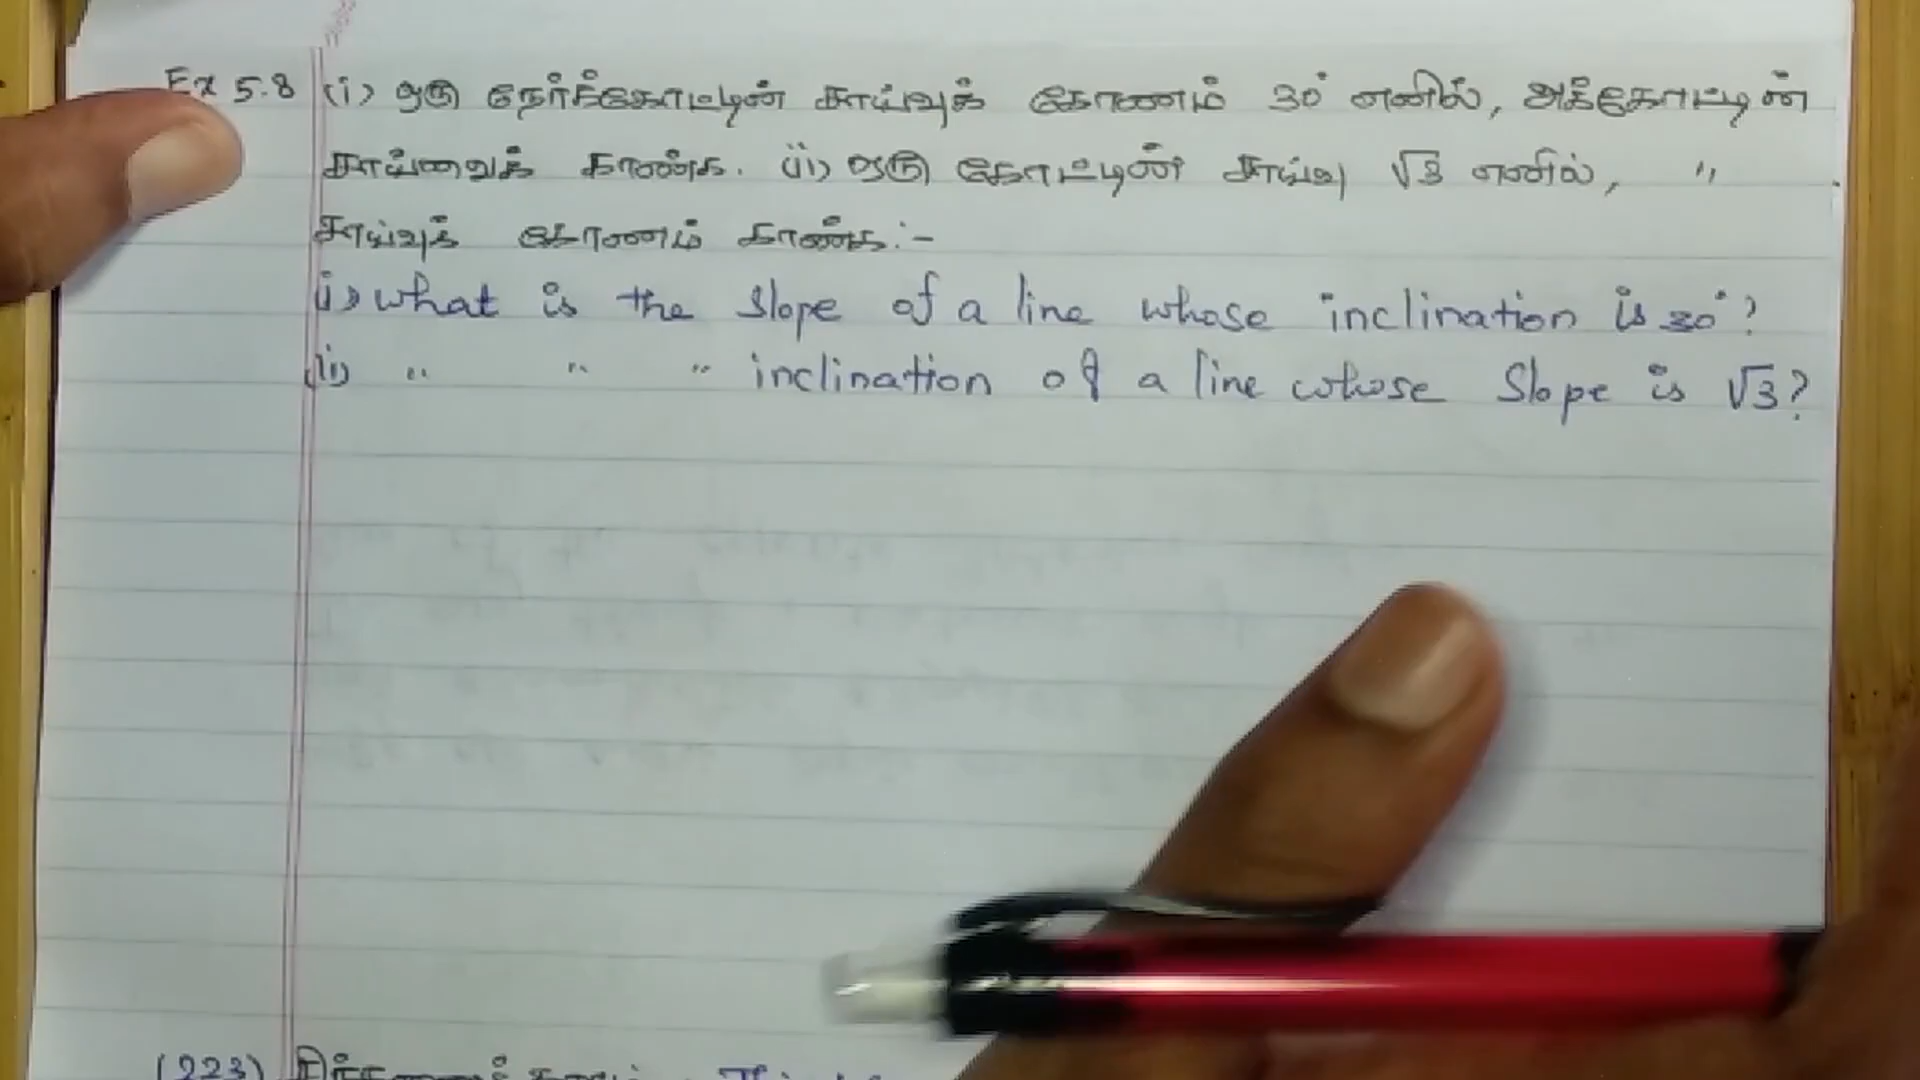 Ex 5.8 (i) ஒரு நேர்க்கோட்டின் சாய்வுக் கோணம் 30° எனில், அக்கோட்டின்
சாய்வைக் காண்க. (ii) ஒரு கோட்டின் சாய்வு √3 எனில், "
சாய்வுக் கோணம் காண்க:-
i) what is the slope of a line whose inclination is 30°?
ii) " " " inclination of a line whose Slope is √3?
(223)